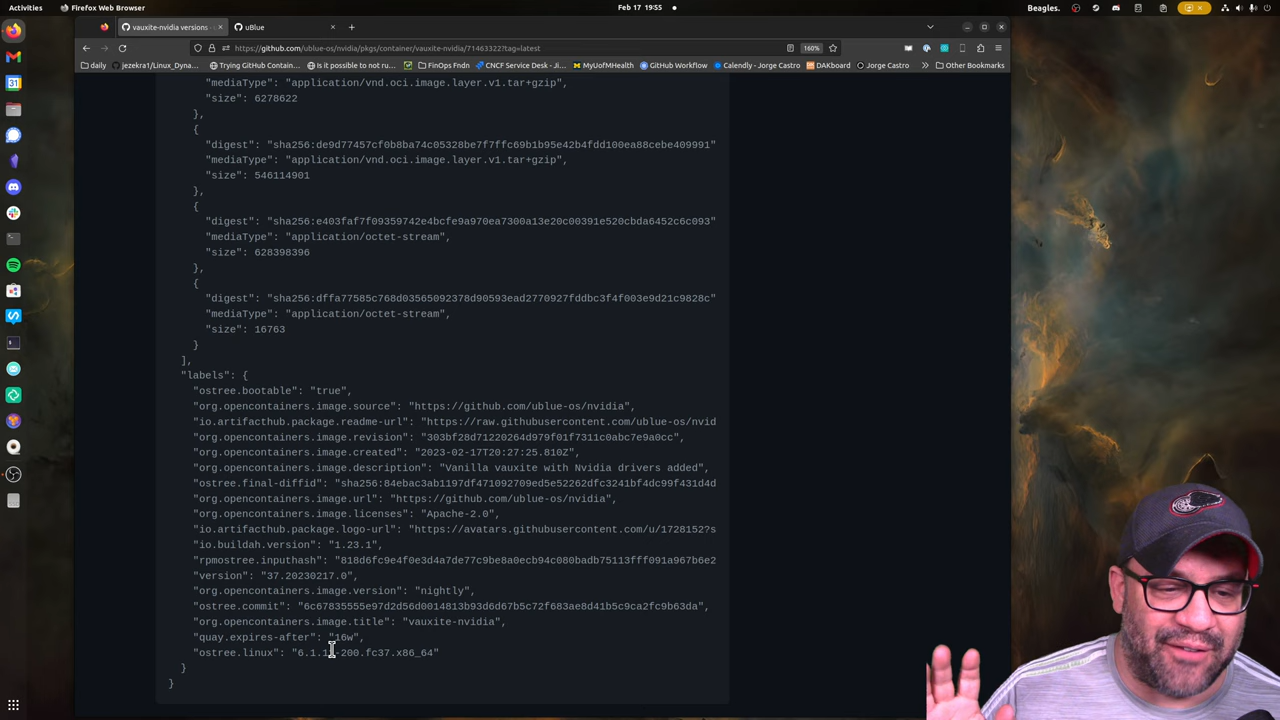 Activities
Firefox Web Browser
Feb 17 19:55
Beagles.
vauxite-nvidia versions ·
uBlue
https://github.com/ublue-os/nvidia/pkgs/container/vauxite-nvidia/71463322?tag=latest
160%
daily
jezekra1/Linux_Dyna…
Trying GitHub Contain…
Is it possible to not ru…
FinOps Fndn
CNCF Service Desk - Ji…
MyUofMHealth
GitHub Workflow
Calendly - Jorge Castro
DAKboard
Jorge Castro
Other Bookmarks
"mediaType": "application/vnd.oci.image.layer.v1.tar+gzip",
"size": 6278622
},
{
"digest": "sha256:de9d77457cf0b8ba74c05328be7f7ffc69b1b95e42b4fdd100ea88cebe409991"
"mediaType": "application/vnd.oci.image.layer.v1.tar+gzip",
"size": 546114901
},
{
"digest": "sha256:e403faf7f09359742e4bcfe9a970ea7300a13e20c00391e520cbda6452c6c093"
"mediaType": "application/octet-stream",
"size": 628398396
},
{
"digest": "sha256:dffa77585c768d03565092378d90593ead2770927fddbc3f4f003e9d21c9828c"
"mediaType": "application/octet-stream",
"size": 16763
}
],
"labels": {
"ostree.bootable": "true",
"org.opencontainers.image.source": "https://github.com/ublue-os/nvidia",
"io.artifacthub.package.readme-url": "https://raw.githubusercontent.com/ublue-os/nvid
"org.opencontainers.image.revision": "303bf28d71220264d979f01f7311c0abc7e9a0cc",
"org.opencontainers.image.created": "2023-02-17T20:27:25.810Z",
"org.opencontainers.image.description": "Vanilla vauxite with Nvidia drivers added",
"ostree.final-diffid": "sha256:84ebac3ab1197df471092709ed5e52262dfc3241bf4dc99f431d4d
"org.opencontainers.image.url": "https://github.com/ublue-os/nvidia",
"org.opencontainers.image.licenses": "Apache-2.0",
"io.artifacthub.package.logo-url": "https://avatars.githubusercontent.com/u/1728152?s
"io.buildah.version": "1.23.1",
"rpmostree.inputhash": "818d6fc9e4f0e3d4a7de77c9be8a0ecb94c080badb75113fff091a967b6e2
"version": "37.20230217.0",
"org.opencontainers.image.version": "nightly",
"ostree.commit": "6c67835555e97d2d56d0014813b93d6d67b5c72f683ae8d41b5c9ca2fc9b63da",
"org.opencontainers.image.title": "vauxite-nvidia",
"quay.expires-after": "16w",
"ostree.linux":
}
}